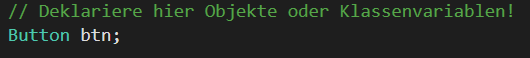 // Deklariere hier Objekte oder Klassenvariablen!
Button btn;